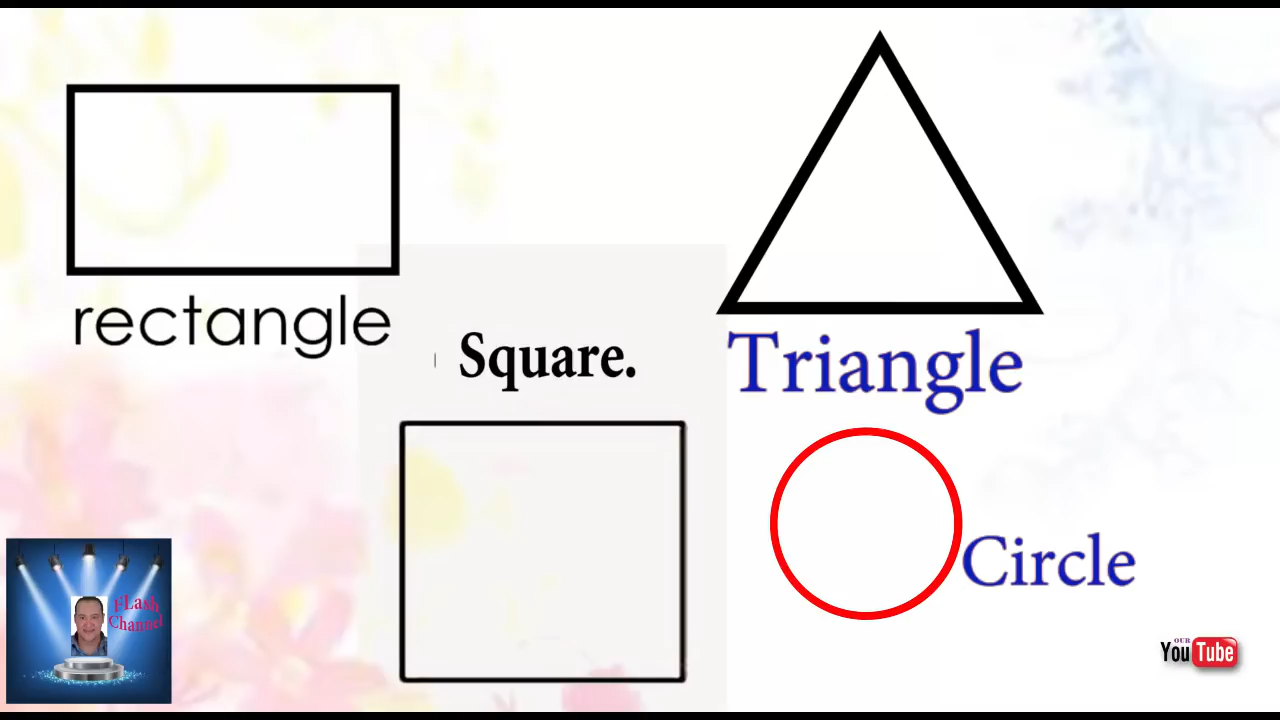 rectangle
Square.
Triangle
Circle
FLash
Channel
OUR
YouTube